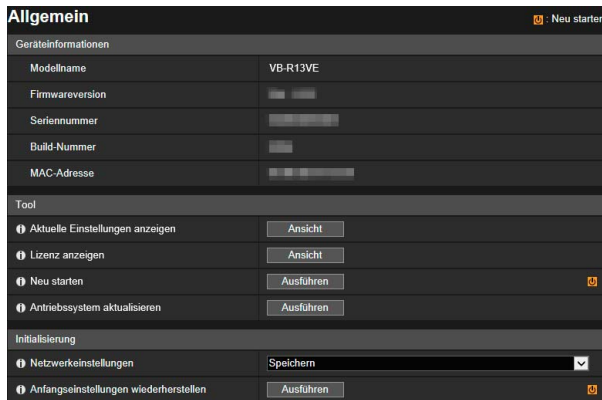 Allgemein
: Neu starten
Geräteinformationen
Modellname VB-R13VE
Firmwareversion
Seriennummer
Build-Nummer
MAC-Adresse
Tool
Aktuelle Einstellungen anzeigen Ansicht
Lizenz anzeigen Ansicht
Neu starten Ausführen
Antriebssystem aktualisieren Ausführen
Initialisierung
Netzwerkeinstellungen Speichern
Anfangseinstellungen wiederherstellen Ausführen